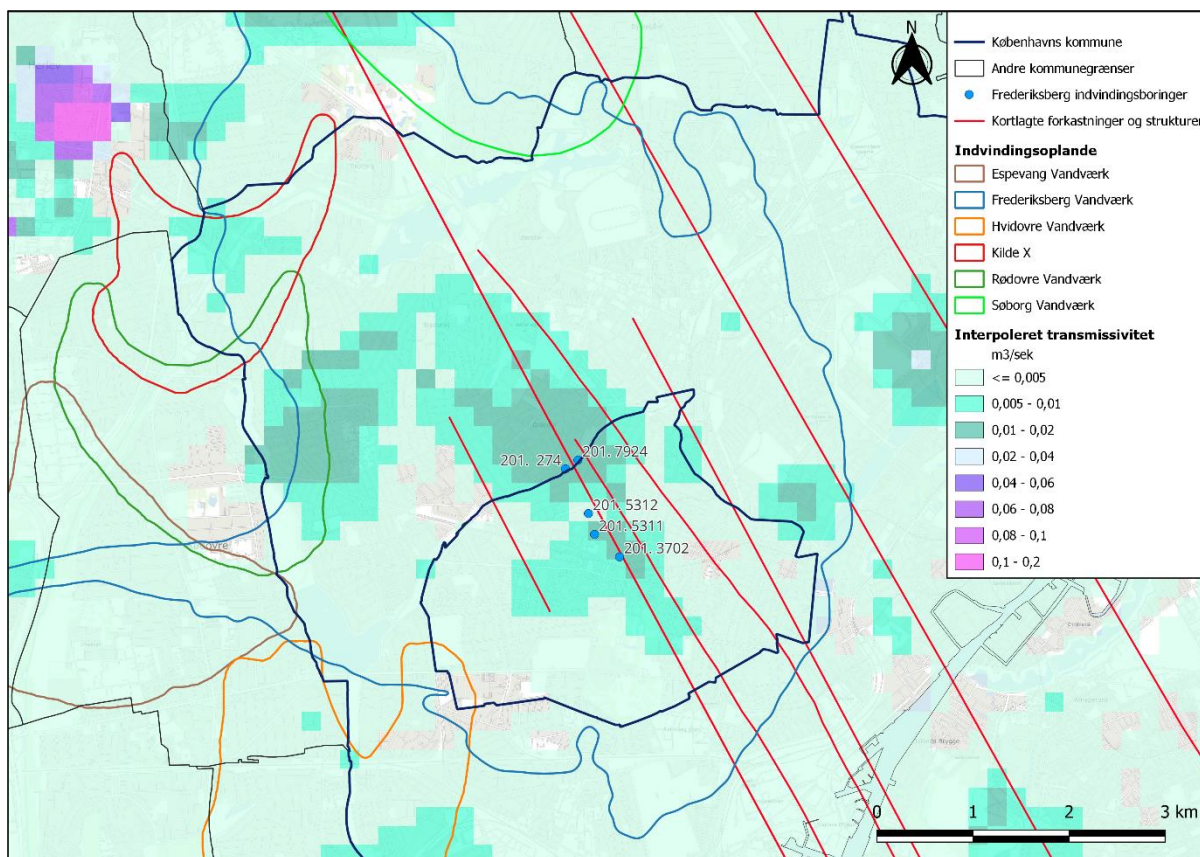 N
Københavns kommune
Andre kommunegrænser
Frederiksberg indvindingsboringer
Kortlagte forkastninger og strukturer
Indvindingsoplande
Espevang Vandværk
Frederiksberg Vandværk
Hvidovre Vandværk
Kilde X
Rødovre Vandværk
Søborg Vandværk
Interpoleret transmissivitet
m3/sek
<= 0,005
0,005 - 0,01
0,01 - 0,02
0,02 - 0,04
0,04 - 0,06
0,06 - 0,08
0,08 - 0,1
0,1 - 0,2
201. 274
201. 7924
201. 5312
201. 5311
201. 3702
0 1 2 3 km